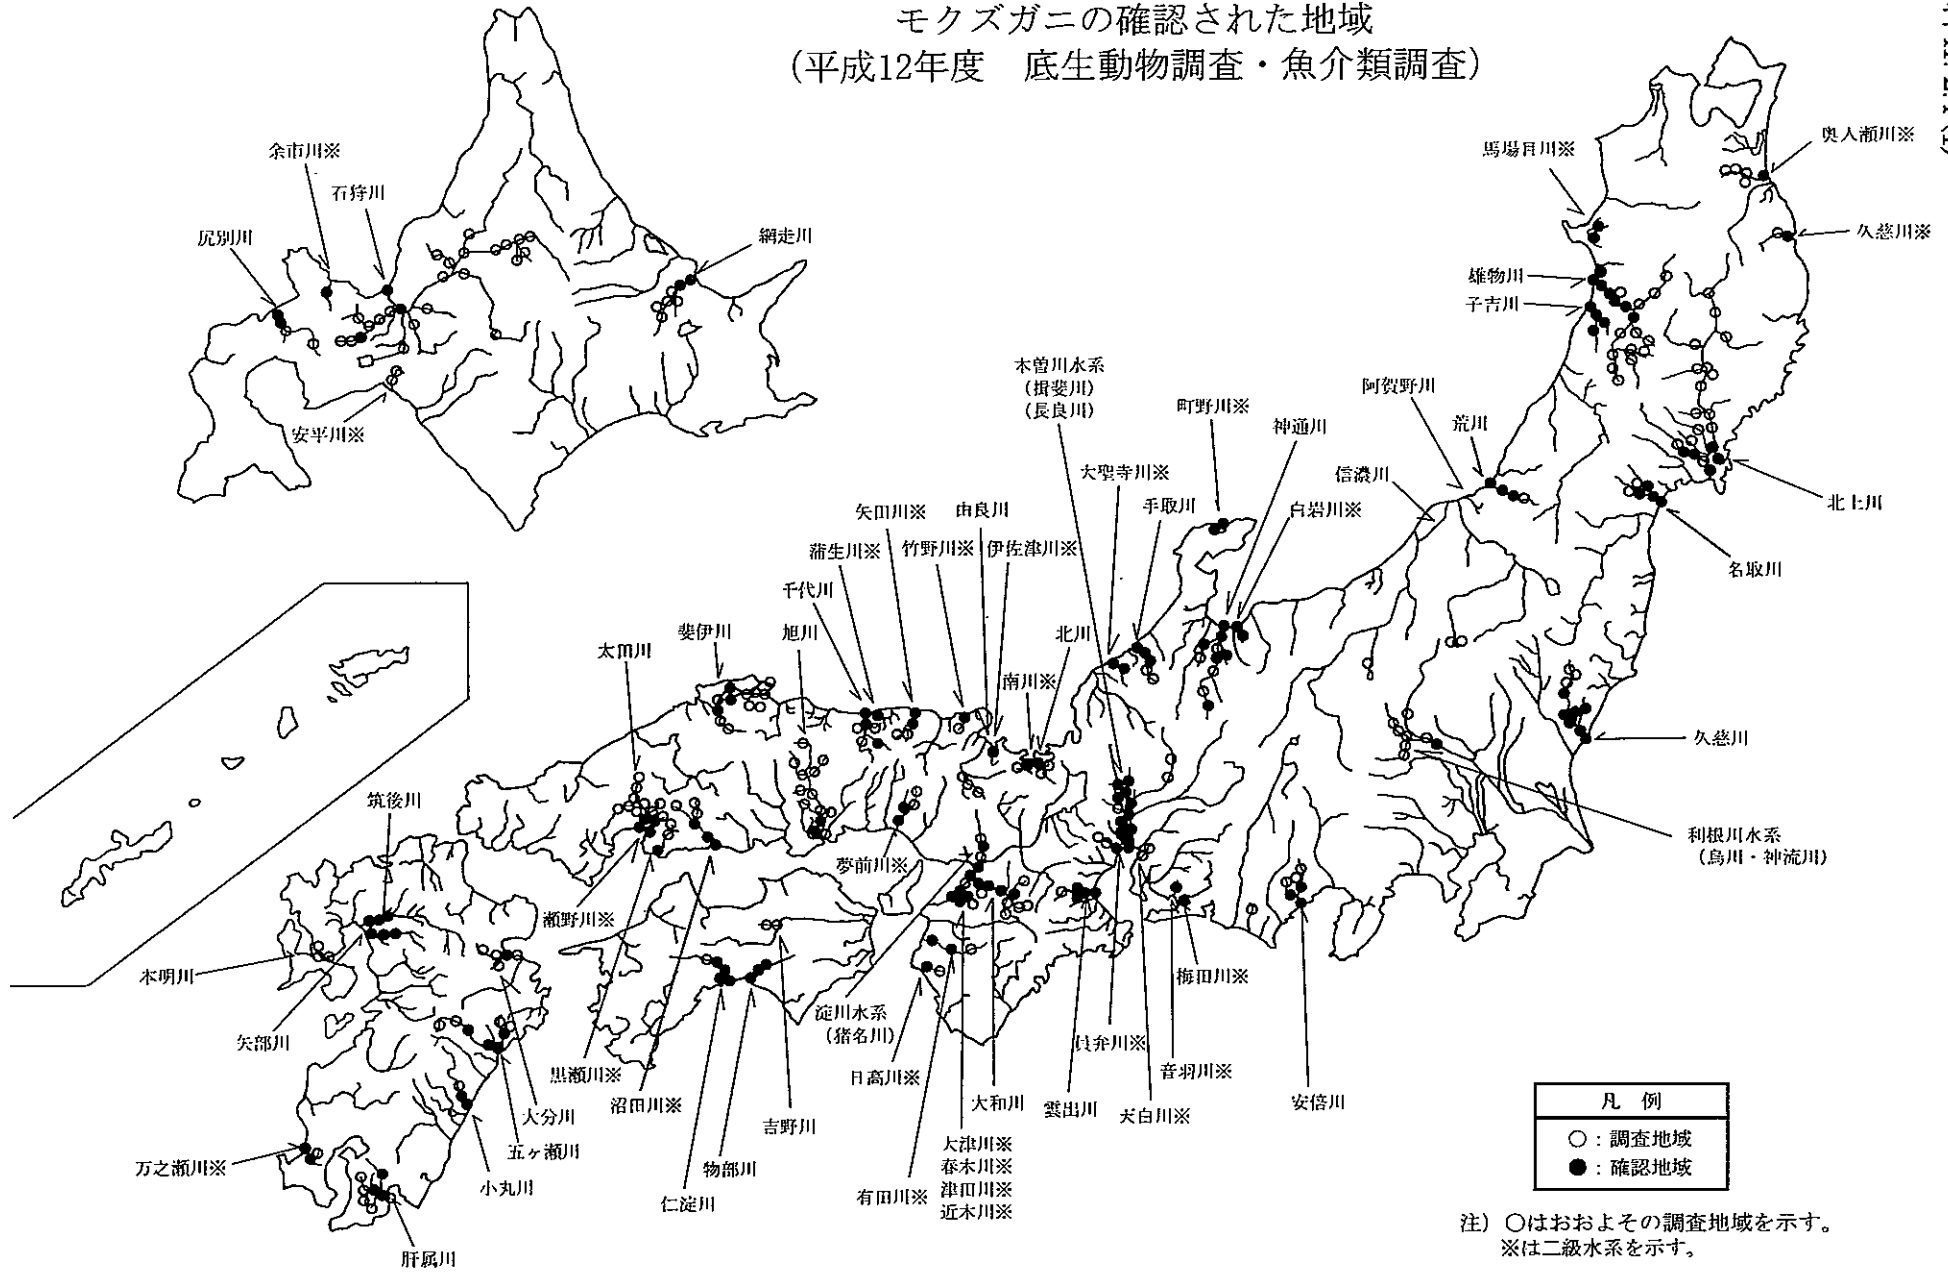 モクズガニの確認された地域
(平成12年度　底生動物調査・魚介類調査)
余市川※
石狩川
尻別川
網走川
安平川※
馬場目川※
奥入瀬川※
久慈川※
雄物川
子吉川
木曽川水系
(揖斐川)
(長良川)
町野川※
神通川
阿賀野川
荒川
信濃川
大聖寺川※
手取川
白岩川※
北上川
名取川
矢田川※
由良川
蒲生川※
竹野川※
伊佐津川※
千代川
斐伊川
旭川
北川
太田川
南川※
久慈川
筑後川
利根川水系
(烏川・神流川)
夢前川※
瀬野川※
本明川
矢部川
淀川水系
(猪名川)
梅田川※
員弁川※
黒瀬川※
沼田川※
日高川※
音羽川※
大分川
吉野川
大和川
雲出川
天白川※
安倍川
五ヶ瀬川
万之瀬川※
小丸川
物部川
仁淀川
有田川※
大津川※
春木川※
津田川※
近木川※
肝属川
凡 例
○：調査地域
●：確認地域
注) ○はおおよその調査地域を示す。
※は二級水系を示す。